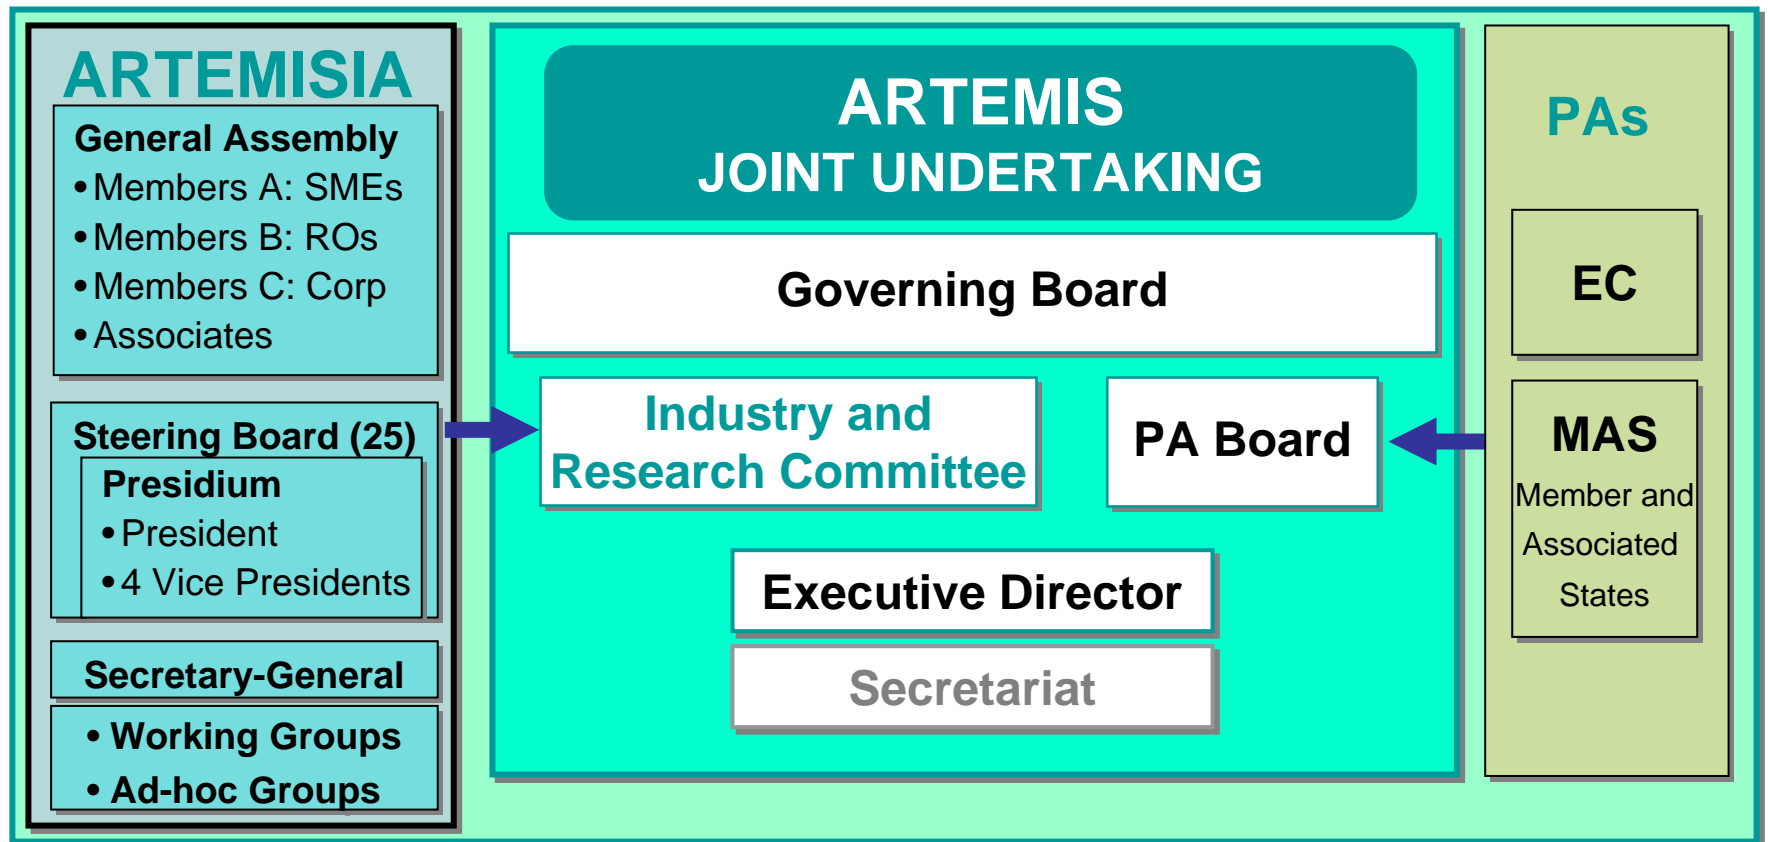 ARTEMISIA
General Assembly
• Members A: SMEs
• Members B: ROs
• Members C: Corp
• Associates
Steering Board (25)
Presidium
• President
• 4 Vice Presidents
Secretary-General
• Working Groups
• Ad-hoc Groups
ARTEMIS
JOINT UNDERTAKING
Governing Board
Industry and
Research Committee
PA Board
Executive Director
Secretariat
PAs
EC
MAS
Member and
Associated
States